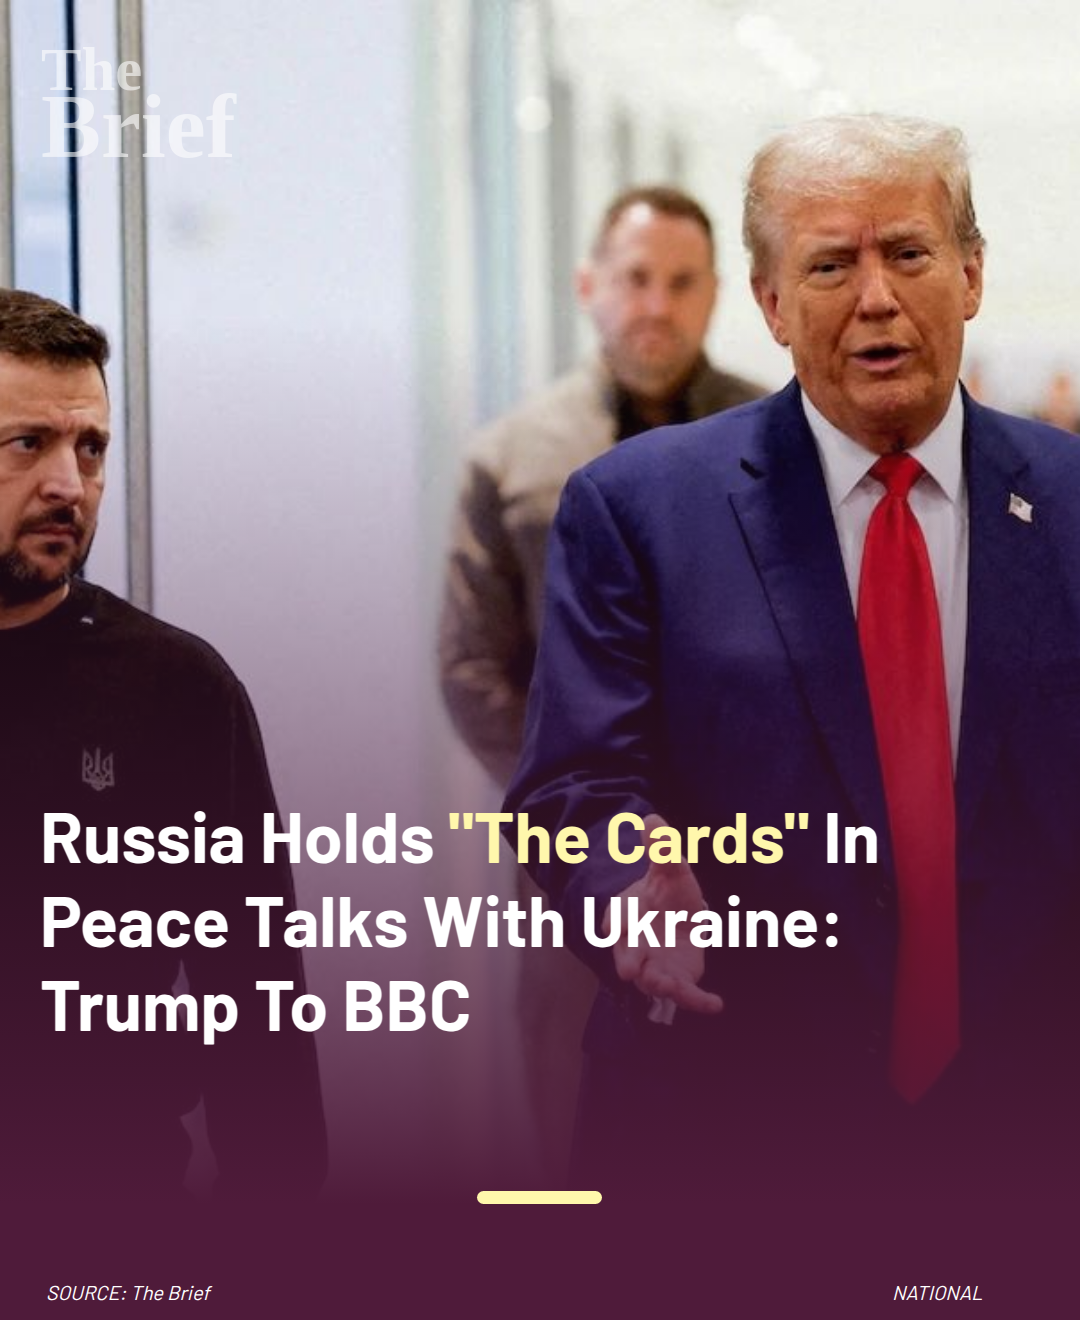 The
Brief
Russia Holds "The Cards" In
Peace Talks With Ukraine:
Trump To BBC
SOURCE: The Brief
NATIONAL